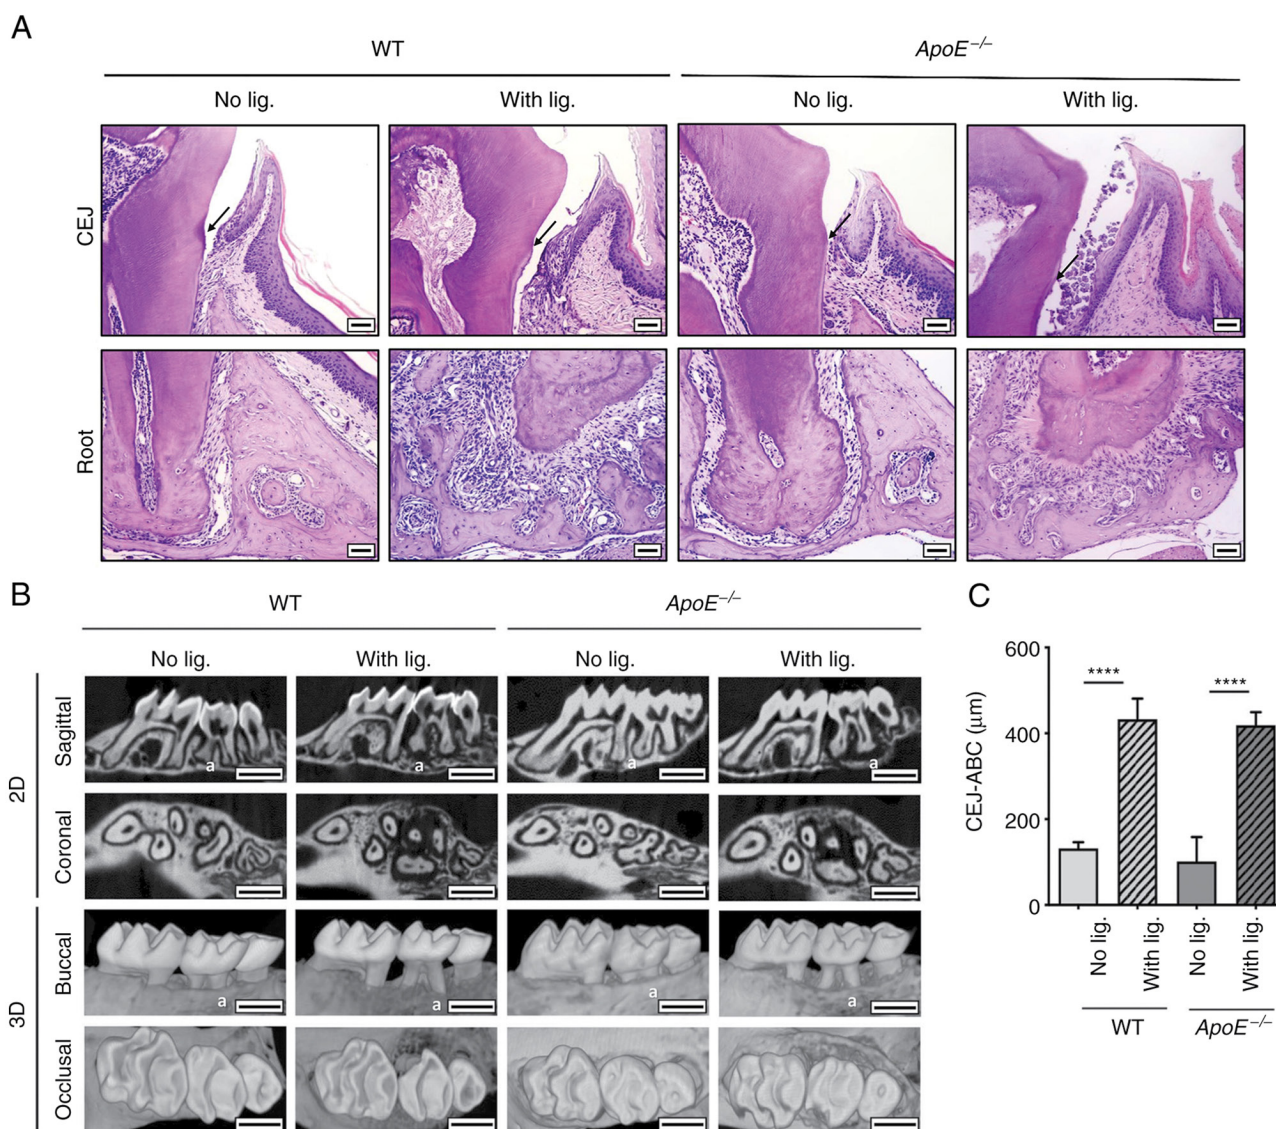 A
WT
ApoE−/−
No lig.
With lig.
No lig.
With lig.
CEJ
Root
B
WT
ApoE−/−
No lig.
With lig.
No lig.
With lig.
2D
Sagittal
a
a
a
a
Coronal
3D
Buccal
a
a
a
a
Occlusal
C
CEJ-ABC (μm)
600
400
200
0
****
****
No lig.
With lig.
No lig.
With lig.
WT
ApoE−/−